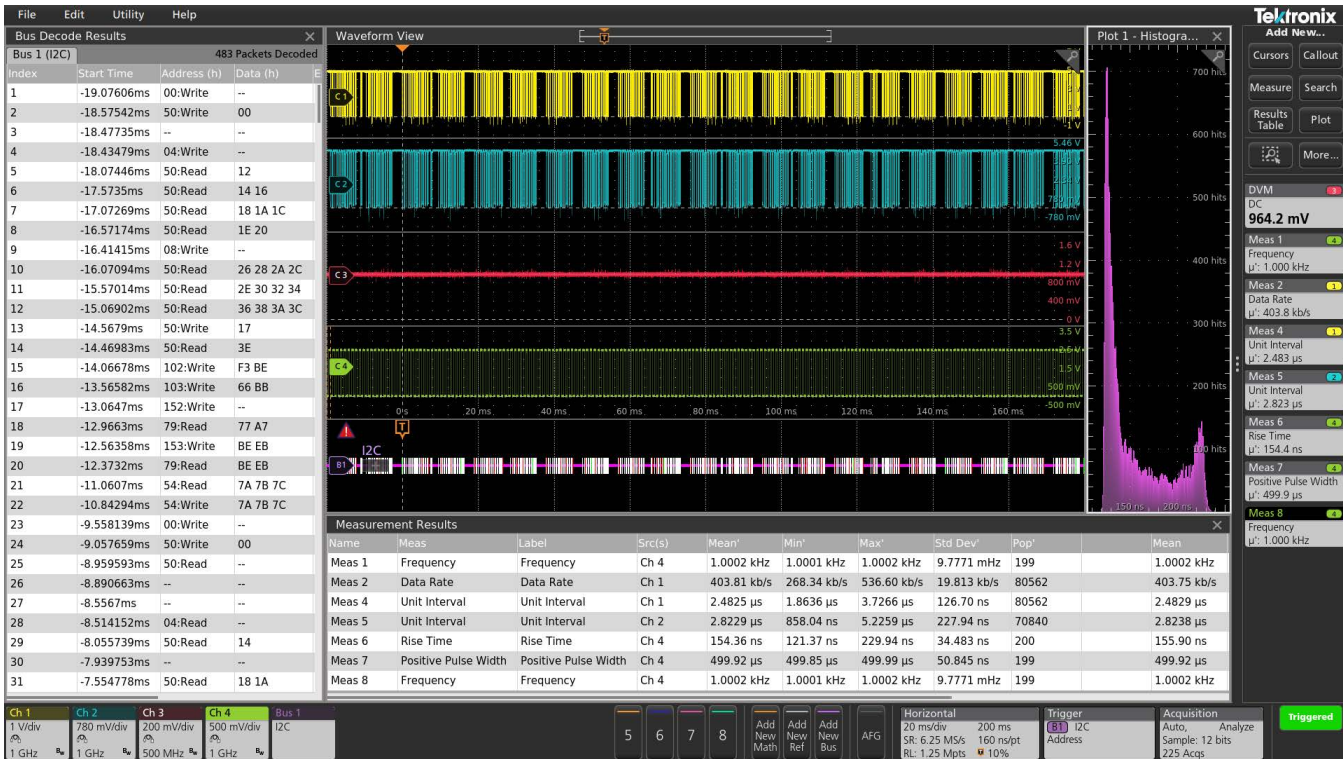 File Edit Utility Help
Tektronix
Add New...
Bus Decode Results
Bus 1 (I2C) 483 Packets Decoded
Index Start Time Address (h) Data (h) E
1 -19.07606ms 00:Write --
2 -18.57542ms 50:Write 00
3 -18.47735ms -- --
4 -18.43479ms 04:Write --
5 -18.07446ms 50:Read 12
6 -17.5735ms 50:Read 14 16
7 -17.07269ms 50:Read 18 1A 1C
8 -16.57174ms 50:Read 1E 20
9 -16.41415ms 08:Write --
10 -16.07094ms 50:Read 26 28 2A 2C
11 -15.57014ms 50:Read 2E 30 32 34
12 -15.06902ms 50:Read 36 38 3A 3C
13 -14.5679ms 50:Write 17
14 -14.46983ms 50:Read 3E
15 -14.06678ms 102:Write F3 BE
16 -13.56582ms 103:Write 66 BB
17 -13.0647ms 152:Write --
18 -12.9663ms 79:Read 77 A7
19 -12.56358ms 153:Write BE EB
20 -12.3732ms 79:Read BE EB
21 -11.0607ms 54:Read 7A 7B 7C
22 -10.84294ms 54:Write 7A 7B 7C
23 -9.558139ms 00:Write --
24 -9.057659ms 50:Write 00
25 -8.959593ms 50:Read --
26 -8.890663ms -- --
27 -8.5567ms -- --
28 -8.514152ms 04:Read --
29 -8.055739ms 50:Read 14
30 -7.939753ms -- --
31 -7.554778ms 50:Read 18 1A
Waveform View
T
C1
-1 V
5.46 V
C2
-780 mV
1.6 V
1.2 V
C3
800 mV
400 mV
0 V
3.5 V
C4
1.5 V
500 mV
-500 mV
0 s 20 ms 40 ms 60 ms 80 ms 100 ms 120 ms 140 ms 160 ms
T
I2C
B1
Plot 1 - Histogra...
700 hits
600 hits
500 hits
400 hits
300 hits
200 hits
100 hits
150 ns 200 ns
Measurement Results
Name Meas Label Src(s) Mean' Min' Max' Std Dev' Pop' Mean
Meas 1 Frequency Frequency Ch 4 1.0002 kHz 1.0001 kHz 1.0002 kHz 9.7771 mHz 199 1.0002 kHz
Meas 2 Data Rate Data Rate Ch 1 403.81 kb/s 268.34 kb/s 536.60 kb/s 19.813 kb/s 80562 403.75 kb/s
Meas 4 Unit Interval Unit Interval Ch 1 2.4825 µs 1.8636 µs 3.7266 µs 126.70 ns 80562 2.4829 µs
Meas 5 Unit Interval Unit Interval Ch 2 2.8229 µs 858.04 ns 5.2259 µs 227.94 ns 70840 2.8238 µs
Meas 6 Rise Time Rise Time Ch 4 154.36 ns 121.37 ns 229.94 ns 34.483 ns 200 155.90 ns
Meas 7 Positive Pulse Width Positive Pulse Width Ch 4 499.92 µs 499.85 µs 499.99 µs 50.845 ns 199 499.92 µs
Meas 8 Frequency Frequency Ch 4 1.0002 kHz 1.0001 kHz 1.0002 kHz 9.7771 mHz 199 1.0002 kHz
Cursors Callout
Measure Search
Results Table Plot
More...
DVM 3
DC
964.2 mV
Meas 1 4
Frequency
µ': 1.000 kHz
Meas 2 1
Data Rate
µ': 403.8 kb/s
Meas 4 1
Unit Interval
µ': 2.483 µs
Meas 5 2
Unit Interval
µ': 2.823 µs
Meas 6 4
Rise Time
µ': 154.4 ns
Meas 7 4
Positive Pulse Width
µ': 499.9 µs
Meas 8 4
Frequency
µ': 1.000 kHz
Ch 1
1 V/div
1 GHz Bw
Ch 2
780 mV/div
1 GHz Bw
Ch 3
200 mV/div
500 MHz Bw
Ch 4
500 mV/div
1 GHz Bw
Bus 1
I2C
5 6 7 8
Add New Math
Add New Ref
Add New Bus
AFG
Horizontal
20 ms/div 200 ms
SR: 6.25 MS/s 160 ns/pt
RL: 1.25 Mpts 10%
Trigger
B1 I2C
Address
Acquisition
Auto, Analyze
Sample: 12 bits
225 Acqs
Triggered